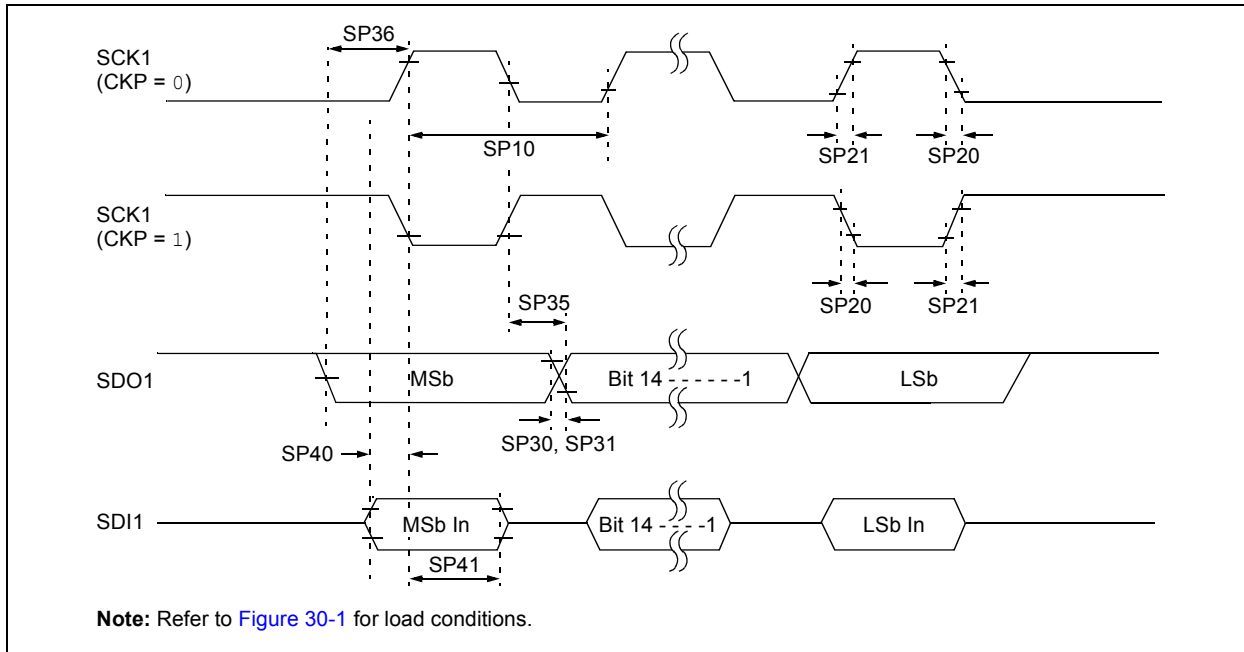 SP36
SCK1
(CKP = 0)
SP10
SP21
SP20
SCK1
(CKP = 1)
SP35
SP20
SP21
SDO1
MSb
Bit 14 - - - - - -1
LSb
SP30, SP31
SP40
SDI1
MSb In
Bit 14 - - - -1
LSb In
SP41
Note: Refer to Figure 30-1 for load conditions.